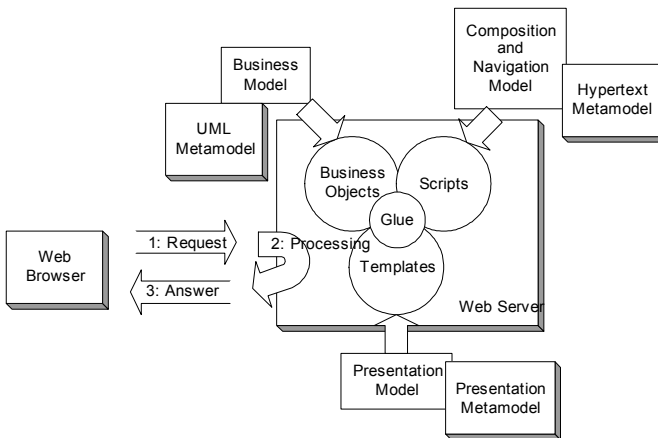 Composition
and
Navigation
Model
Business
Model
Hypertext
Metamodel
UML
Metamodel
Business
Objects
Scripts
Glue
1: Request
2: Processing
Web
Browser
Templates
3: Answer
Web Server
Presentation
Model
Presentation
Metamodel